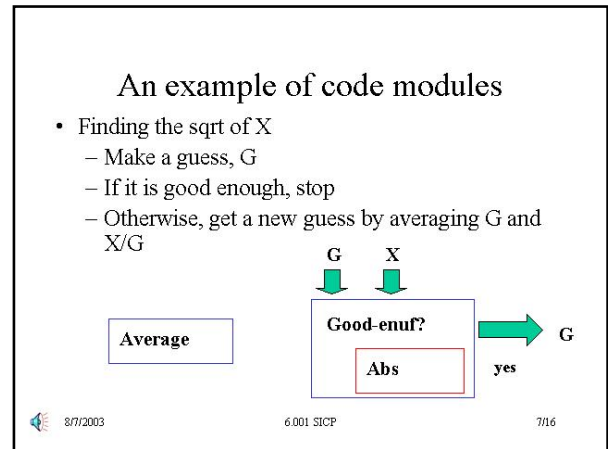 An example of code modules
• Finding the sqrt of X
– Make a guess, G
– If it is good enough, stop
– Otherwise, get a new guess by averaging G and
X/G
G X
Good-enuf?
Average
Abs
G
yes
8/7/2003 6.001 SICP 7/16